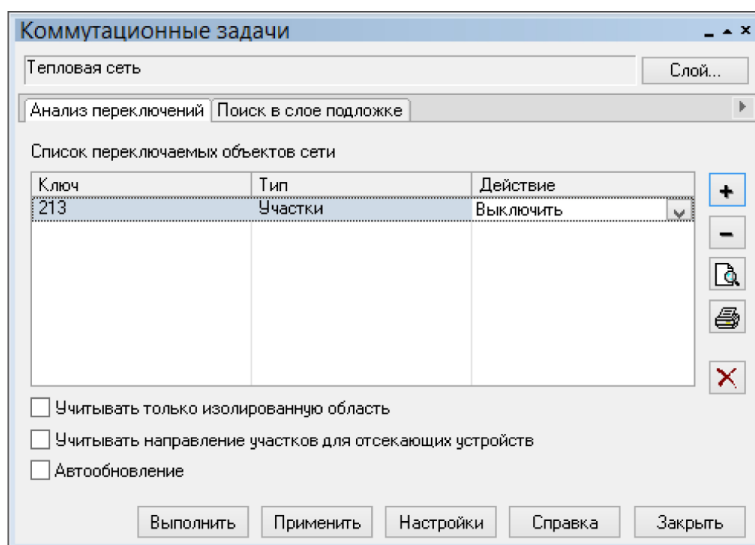 Коммутационные задачи
Тепловая сеть
Слой...
Анализ переключений Поиск в слое подложке
Список переключаемых объектов сети
Ключ Тип Действие
213 Участки Выключить
Учитывать только изолированную область
Учитывать направление участков для отсекающих устройств
Автообновление
Выполнить Применить Настройки Справка Закрыть